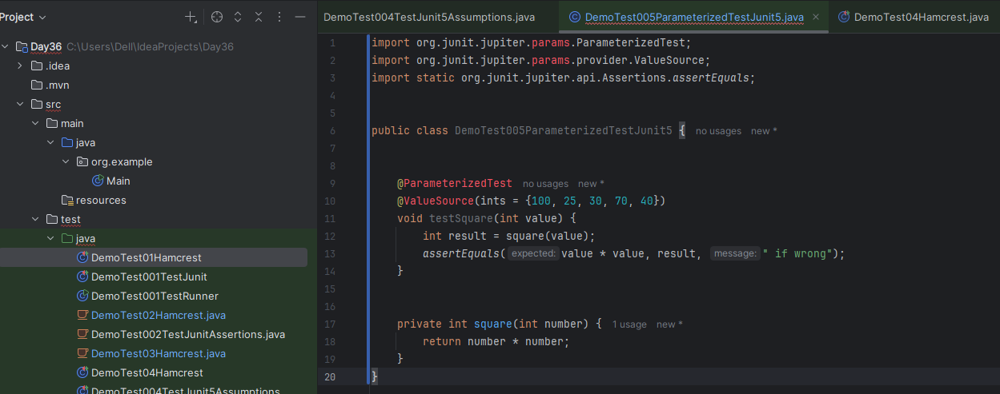 Project
Day36 C:\Users\Dell\IdeaProjects\Day36
.idea
.mvn
src
main
java
org.example
Main
resources
test
java
DemoTest01Hamcrest
DemoTest001TestJunit
DemoTest001TestRunner
DemoTest02Hamcrest.java
DemoTest002TestJunitAssertions.java
DemoTest03Hamcrest.java
DemoTest04Hamcrest
DemoTest004TestJunit5Assumptions
DemoTest004TestJunit5Assumptions.java DemoTest005ParameterizedTestJunit5.java DemoTest04Hamcrest.java
1 import org.junit.jupiter.params.ParameterizedTest;
2 import org.junit.jupiter.params.provider.ValueSource;
3 import static org.junit.jupiter.api.Assertions.assertEquals;
4
5
6 public class DemoTest005ParameterizedTestJunit5 { no usages new *
7
8
9 @ParameterizedTest no usages new *
10 @ValueSource(ints = {100, 25, 30, 70, 40})
11 void testSquare(int value) {
12 int result = square(value);
13 assertEquals( expected: value * value, result, message: " if wrong");
14 }
15
16
17 private int square(int number) { 1 usage new *
18 return number * number;
19 }
20 }